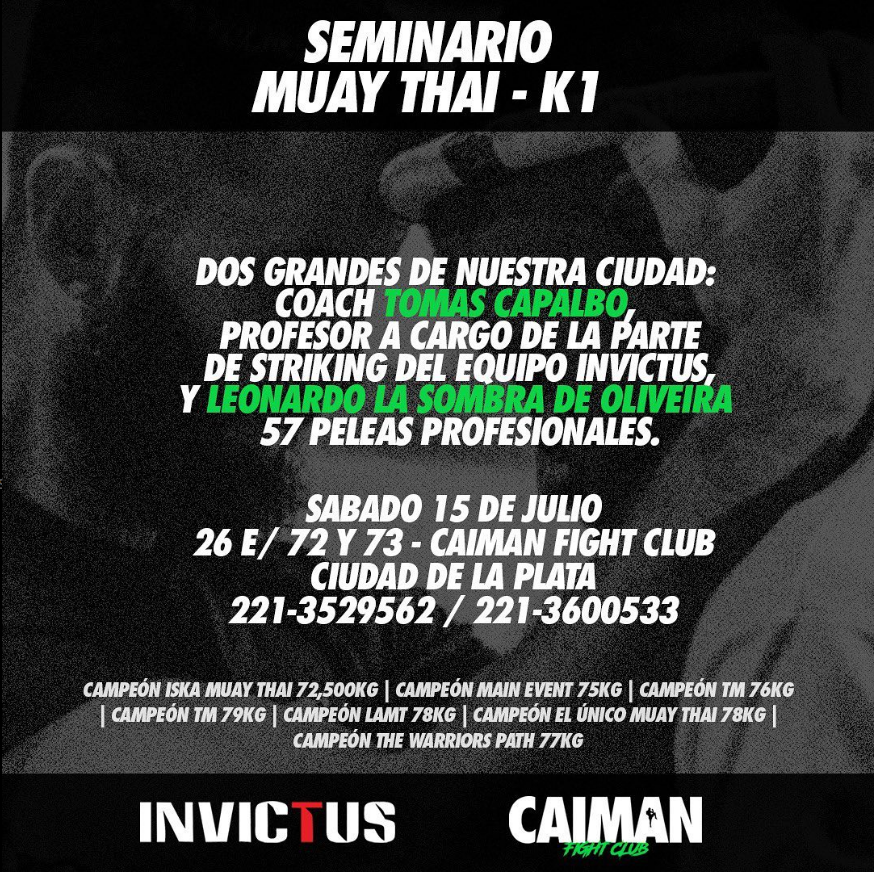 SEMINARIO
MUAY THAI - K1
DOS GRANDES DE NUESTRA CIUDAD:
COACH TOMAS CAPALBO,
PROFESOR A CARGO DE LA PARTE
DE STRIKING DEL EQUIPO INVICTUS,
Y LEONARDO LA SOMBRA DE OLIVEIRA
57 PELEAS PROFESIONALES.
SABADO 15 DE JULIO
26 E/ 72 Y 73 - CAIMAN FIGHT CLUB
CIUDAD DE LA PLATA
221-3529562 / 221-3600533
CAMPEÓN ISKA MUAY THAI 72,500KG | CAMPEÓN MAIN EVENT 75KG | CAMPEÓN TM 76KG
| CAMPEÓN TM 79KG | CAMPEÓN LAMT 78KG | CAMPEÓN EL ÚNICO MUAY THAI 78KG |
CAMPEÓN THE WARRIORS PATH 77KG
INVICTUS
CAIMAN
FIGHT CLUB